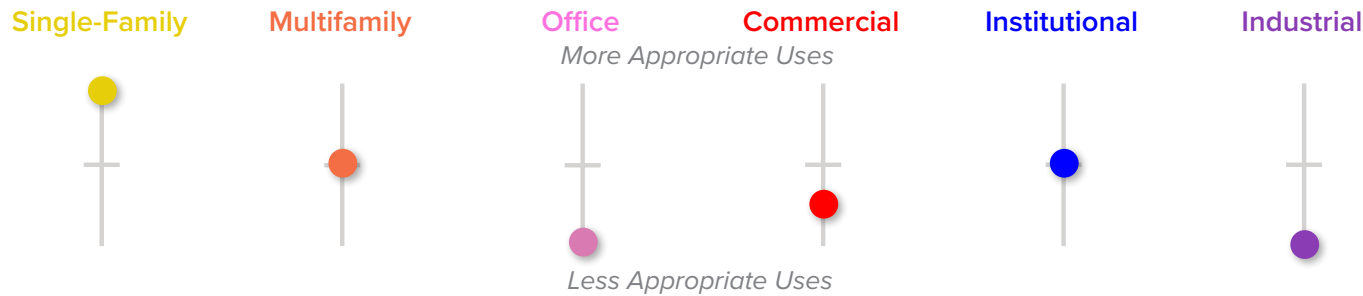 Single-Family Multifamily Office Commercial Institutional Industrial
More Appropriate Uses
Less Appropriate Uses